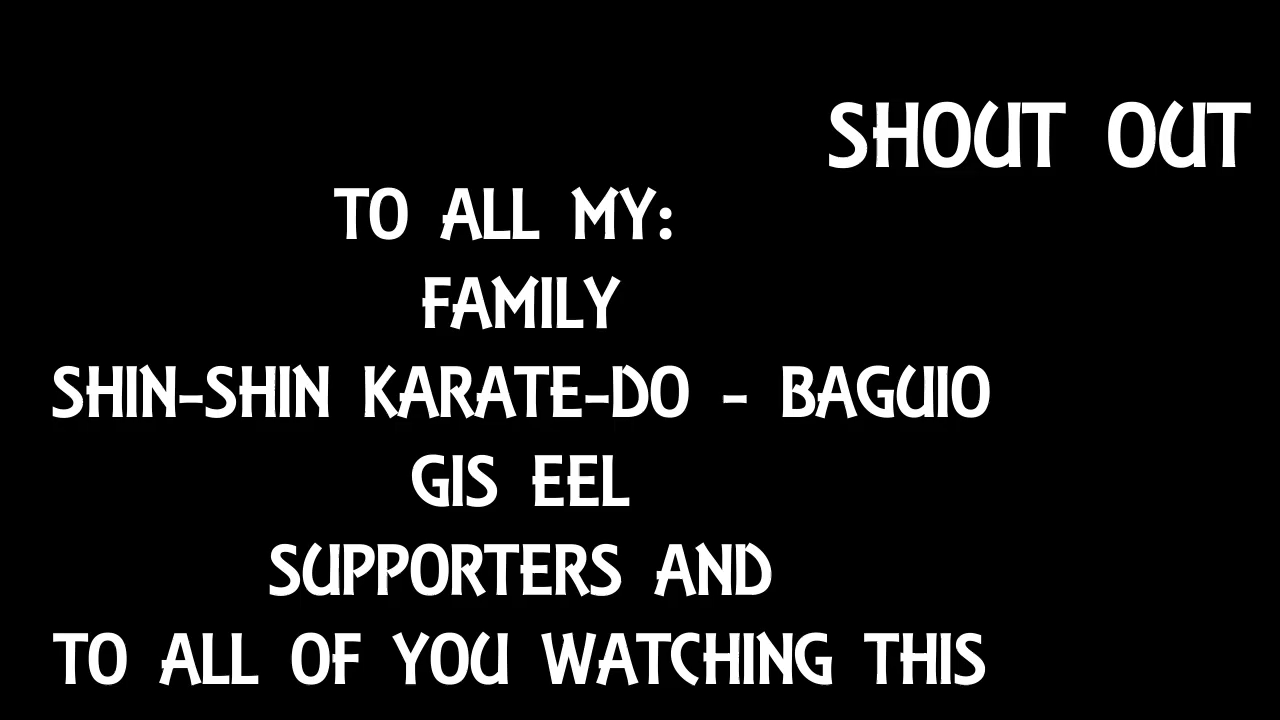 SHOUT OUT
TO ALL MY:
FAMILY
SHIN-SHIN KARATE-DO - BAGUIO
GIS EEL
SUPPORTERS AND
TO ALL OF YOU WATCHING THIS